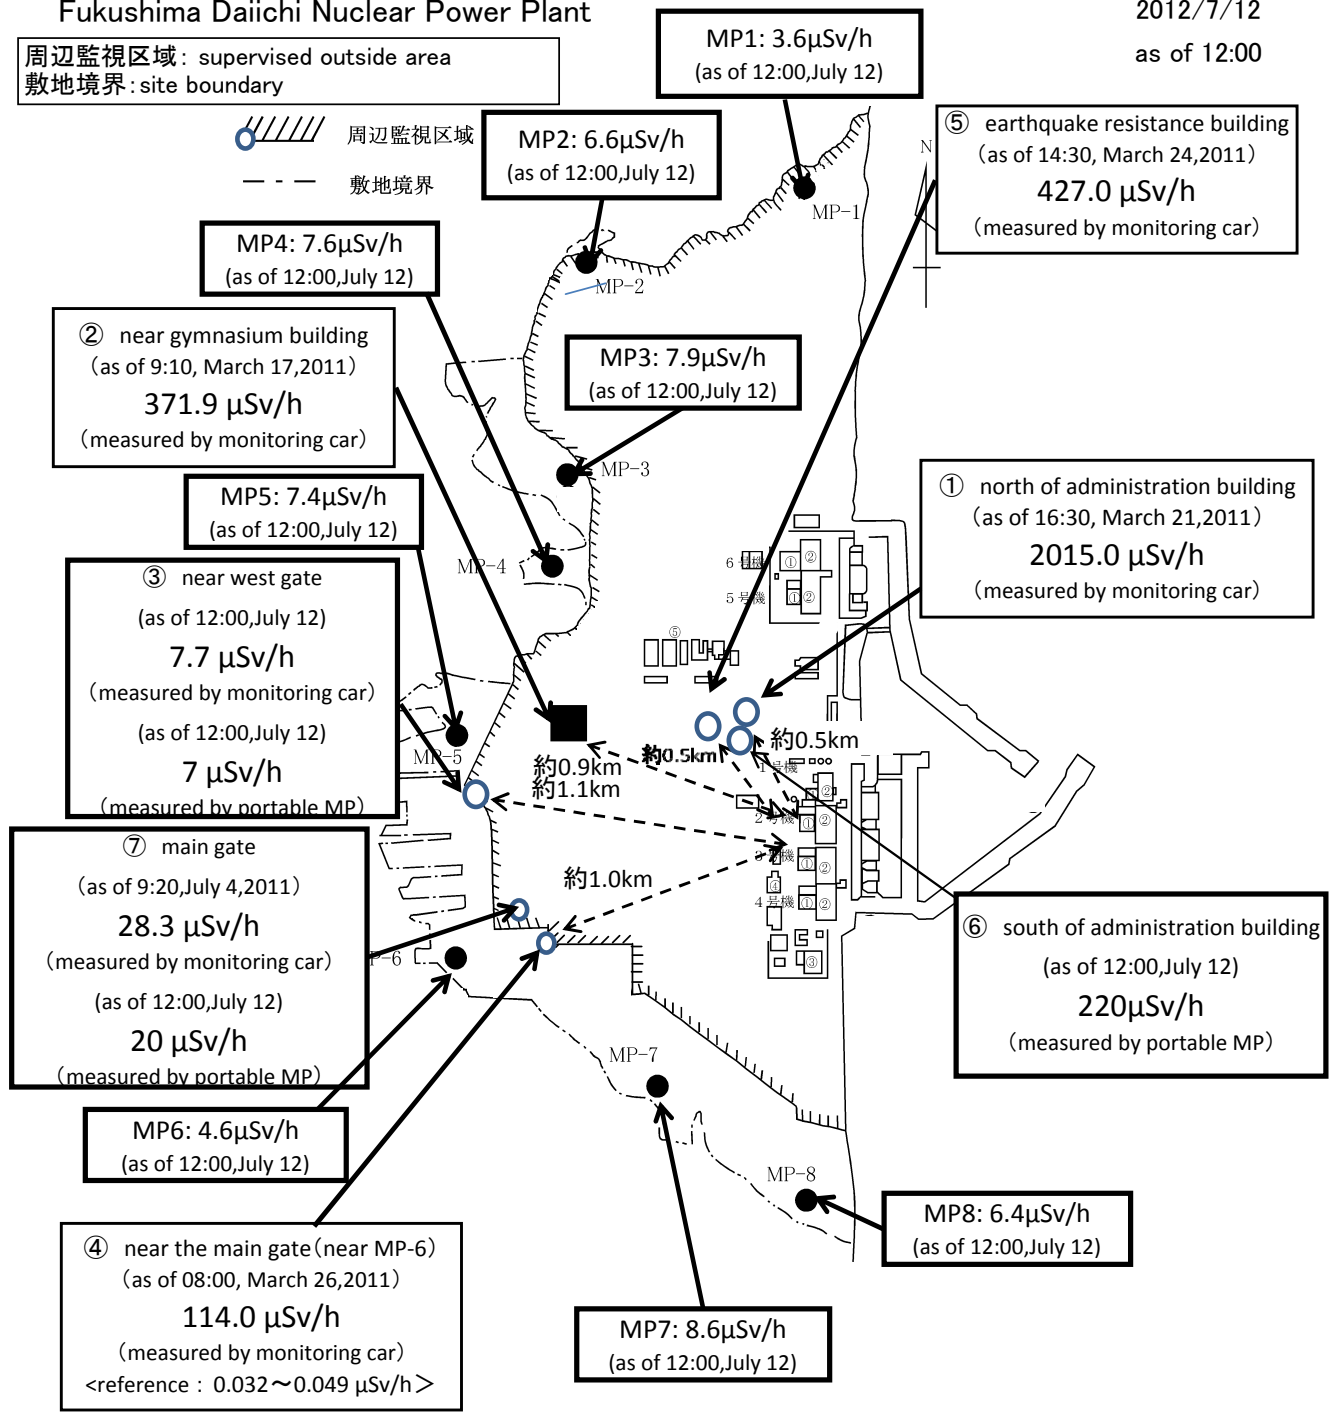 Fukushima Daiichi Nuclear Power Plant
2012/7/12
as of 12:00
周辺監視区域: supervised outside area
敷地境界:site boundary
周辺監視区域
敷地境界
MP1: 3.6μSv/h
(as of 12:00,July 12)
MP2: 6.6μSv/h
(as of 12:00,July 12)
⑤ earthquake resistance building
(as of 14:30, March 24,2011)
427.0 μSv/h
(measured by monitoring car)
N
MP-1
MP4: 7.6μSv/h
(as of 12:00,July 12)
MP-2
② near gymnasium building
(as of 9:10, March 17,2011)
371.9 μSv/h
(measured by monitoring car)
MP3: 7.9μSv/h
(as of 12:00,July 12)
MP-3
MP5: 7.4μSv/h
(as of 12:00,July 12)
① north of administration building
(as of 16:30, March 21,2011)
2015.0 μSv/h
(measured by monitoring car)
MP-4
6号機
① ②
5号機
① ②
③ near west gate
(as of 12:00,July 12)
7.7 μSv/h
(measured by monitoring car)
(as of 12:00,July 12)
7 μSv/h
(measured by portable MP)
⑤
MP-5
約0.9km
約1.1km
約0.5km
約0.5km
1号機
②
2号機
① ②
3号機
① ②
④
4号機
① ②
③
約1.0km
⑦ main gate
(as of 9:20,July 4,2011)
28.3 μSv/h
(measured by monitoring car)
(as of 12:00,July 12)
20 μSv/h
(measured by portable MP)
P-6
⑥ south of administration building
(as of 12:00,July 12)
220μSv/h
(measured by portable MP)
MP-7
MP6: 4.6μSv/h
(as of 12:00,July 12)
MP-8
MP8: 6.4μSv/h
(as of 12:00,July 12)
④ near the main gate(near MP-6)
(as of 08:00, March 26,2011)
114.0 μSv/h
(measured by monitoring car)
<reference : 0.032～0.049 μSv/h＞
MP7: 8.6μSv/h
(as of 12:00,July 12)